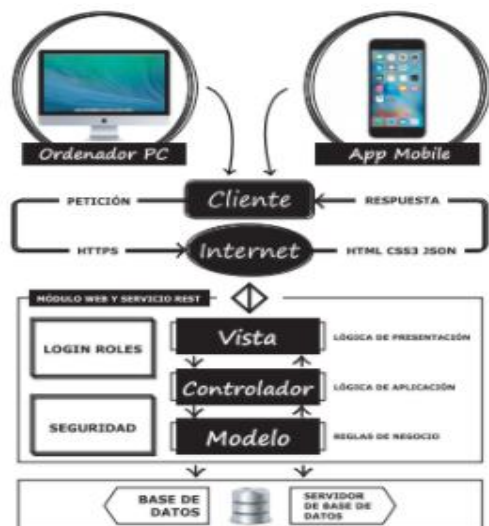 Ordenador PC
App Mobile
PETICIÓN
Cliente
RESPUESTA
HTTPS
Internet
HTML CSS3 JSON
MÓDULO WEB Y SERVICIO REST
LOGIN ROLES
Vista
LÓGICA DE PRESENTACIÓN
Controlador
LÓGICA DE APLICACIÓN
SEGURIDAD
Modelo
REGLAS DE NEGOCIO
BASE DE
DATOS
SERVIDOR
DE BASE DE
DATOS